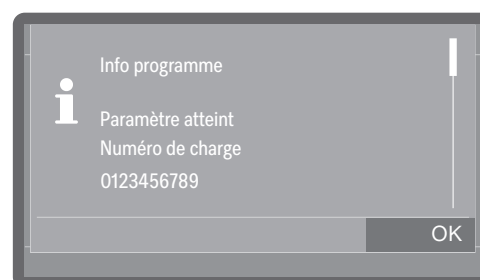 Info programme
Paramètre atteint
Numéro de charge
0123456789
OK